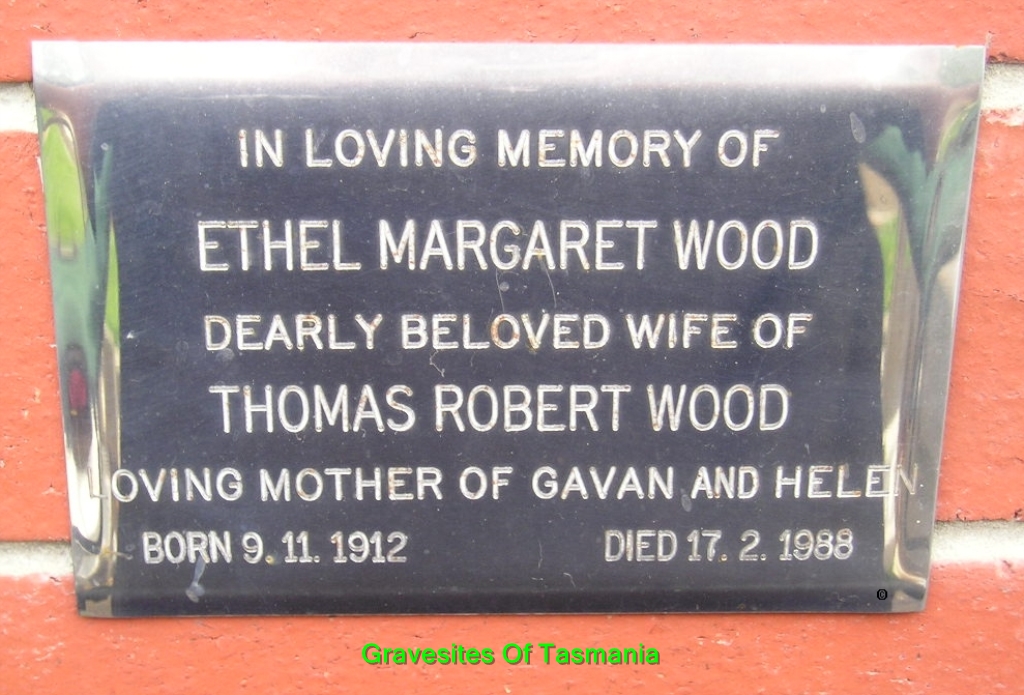 IN LOVING MEMORY OF
ETHEL MARGARET WOOD
DEARLY BELOVED WIFE OF
THOMAS ROBERT WOOD
LOVING MOTHER OF GAVAN AND HELEN
BORN 9. 11. 1912 DIED 17. 2. 1988
©
Gravesites Of Tasmania